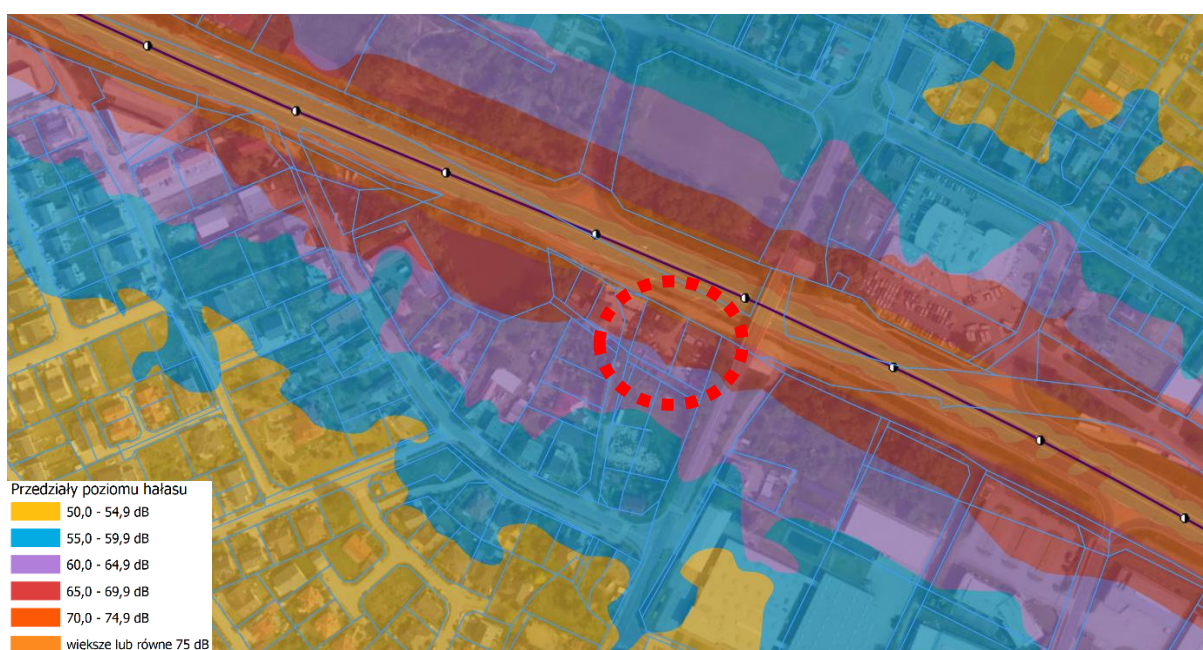 Przedziały poziomu hałasu
50,0 - 54,9 dB
55,0 - 59,9 dB
60,0 - 64,9 dB
65,0 - 69,9 dB
70,0 - 74,9 dB
większe lub równe 75 dB